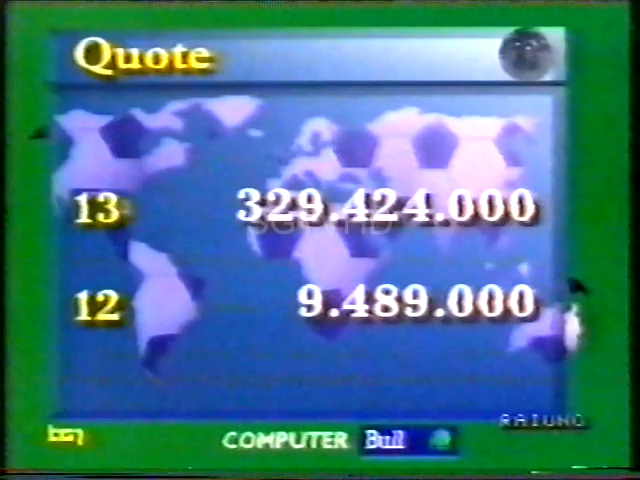 Quote
13 329.424.000
12 9.489.000
RAIUNO
COMPUTER Bull